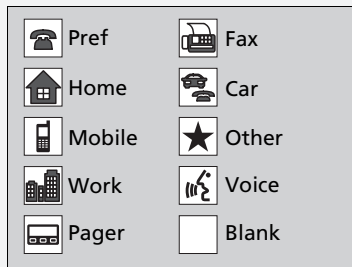 Pref
Fax
Home
Car
Mobile
Other
Work
Voice
Pager
Blank